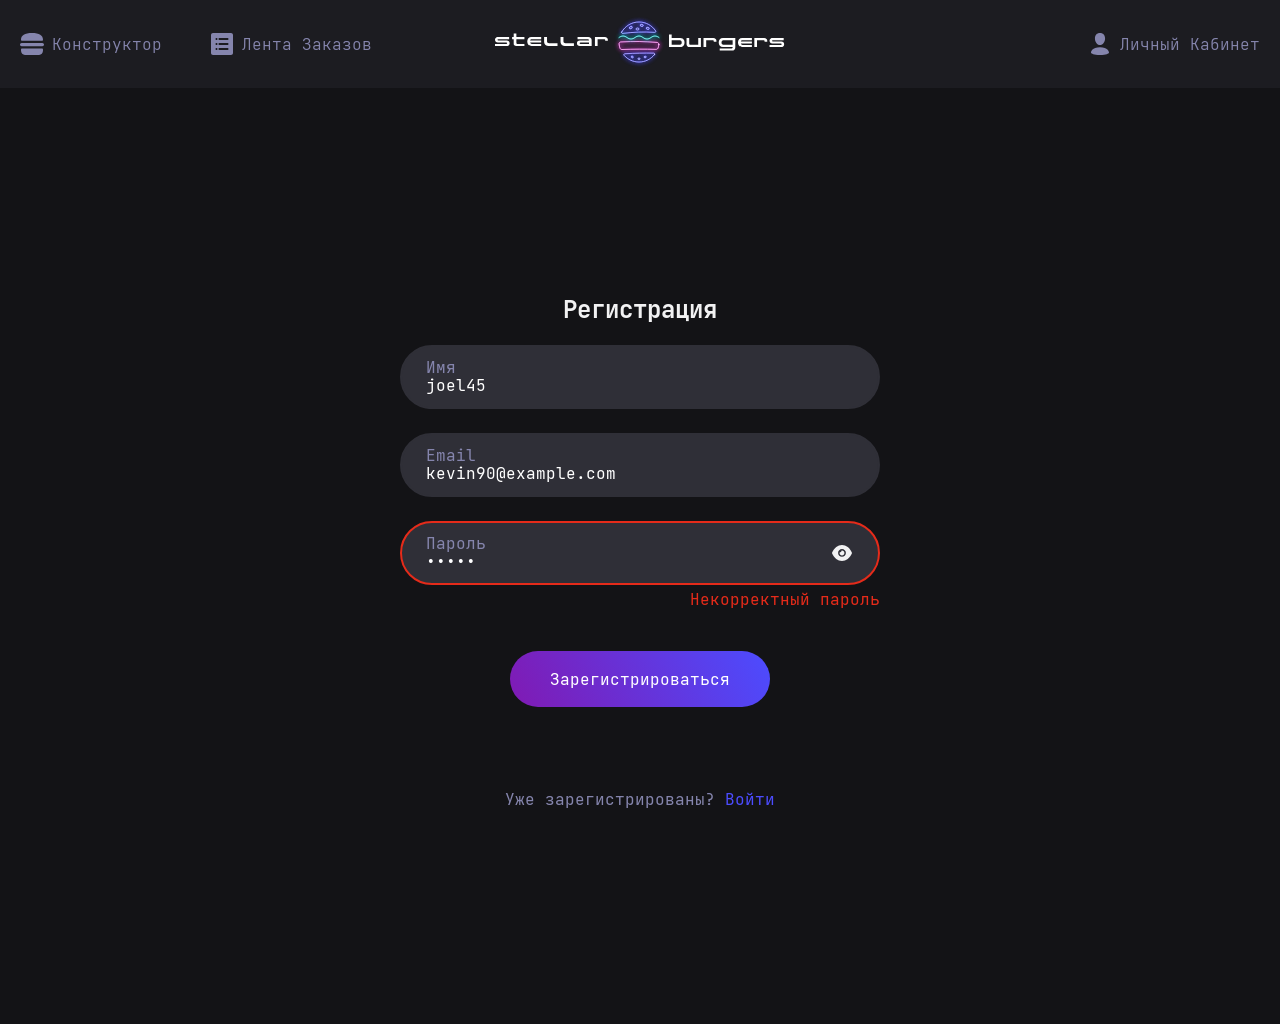 Конструктор
Лента Заказов
stellar burgers
Личный Кабинет
Регистрация
Имя
joel45
Email
kevin90@example.com
Пароль
•••••
Некорректный пароль
Зарегистрироваться
Уже зарегистрированы? Войти